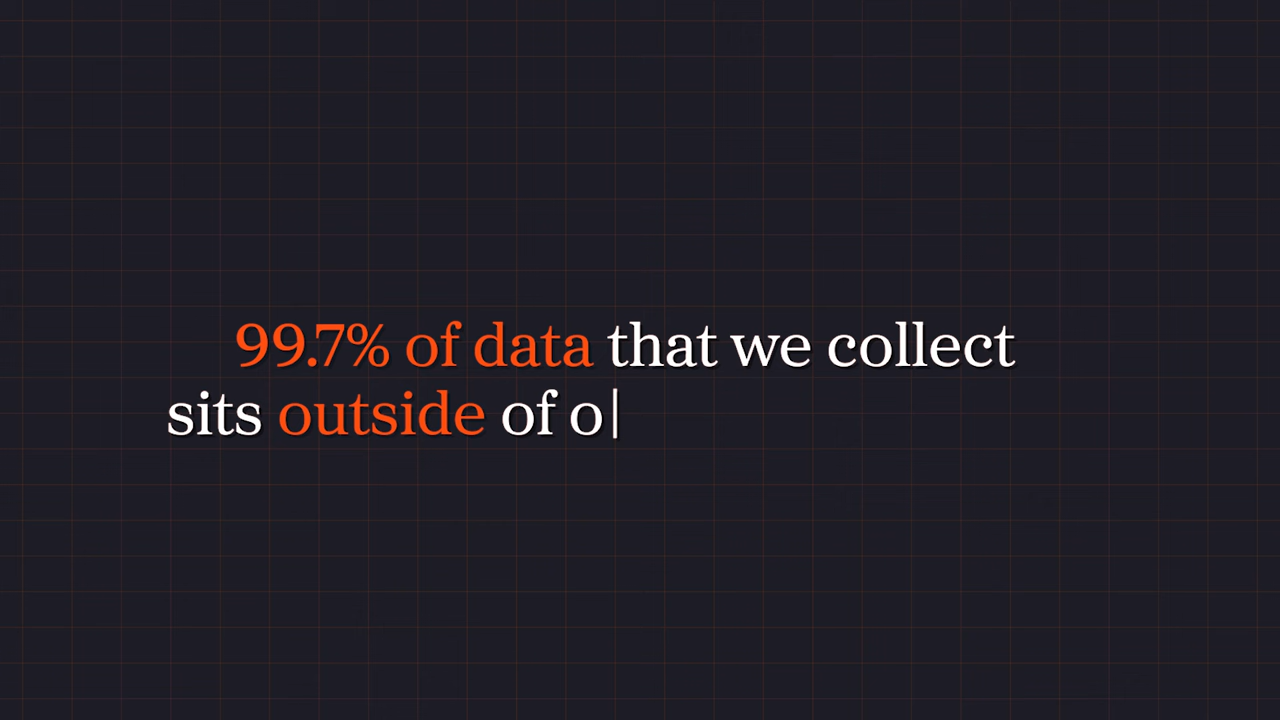 99.7% of data that we collect
sits outside of o|